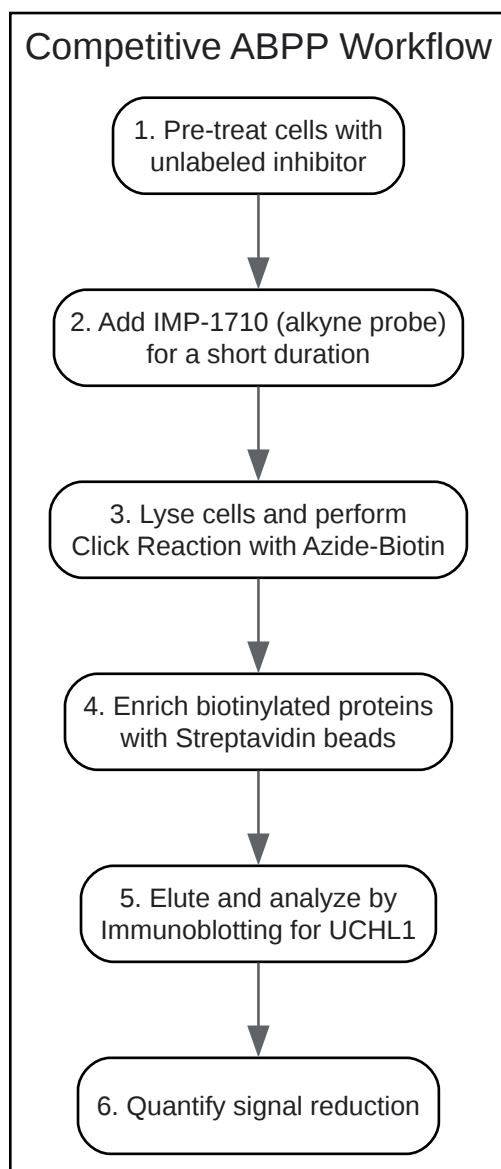 Competitive ABPP Workflow
1. Pre-treat cells with
unlabeled inhibitor
2. Add IMP-1710 (alkyne probe)
for a short duration
3. Lyse cells and perform
Click Reaction with Azide-Biotin
4. Enrich biotinylated proteins
with Streptavidin beads
5. Elute and analyze by
Immunoblotting for UCHL1
6. Quantify signal reduction